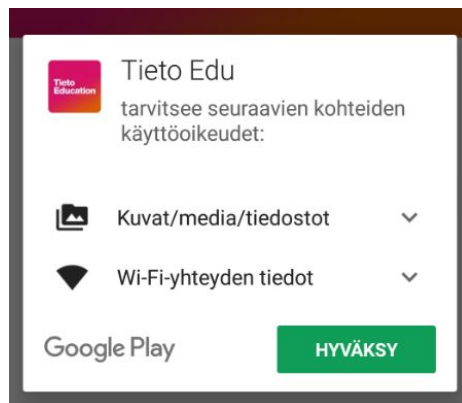 Tieto
Education
Tieto Edu
tarvitsee seuraavien kohteiden
käyttöoikeudet:
Kuvat/media/tiedostot
Wi-Fi-yhteyden tiedot
Google Play
HYVÄKSY